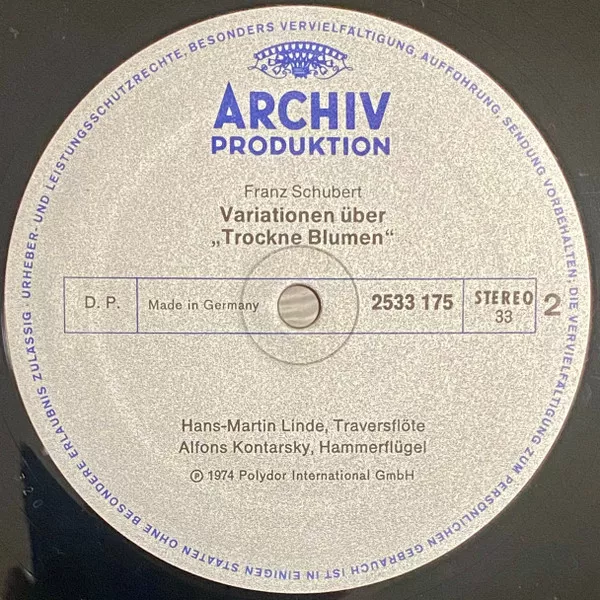 URHEBER- UND LEISTUNGSSCHUTZRECHTE, BESONDERS VERVIELFÄLTIGUNG, AUFFÜHRUNG, SENDUNG VORBEHALTEN; DIE VERVIELFÄLTIGUNG ZUM PERSÖNLICHEN GEBRAUCH IST IN EINIGEN STAATEN OHNE BESONDERE ERLAUBNIS ZULÄSSIG ·
ARCHIV
PRODUKTION
Franz Schubert
Variationen über
„Trockne Blumen“
D. P.
Made in Germany
2533 175
STEREO
33
2
Hans-Martin Linde, Traversflöte
Alfons Kontarsky, Hammerflügel
℗ 1974 Polydor International GmbH